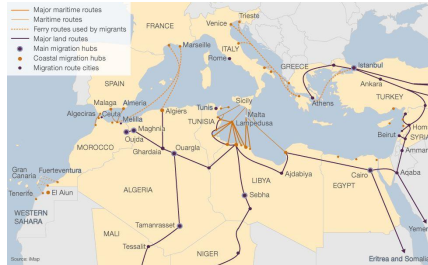 Major maritime routes
Maritime routes
Ferry routes used by migrants
Major land routes
Main migration hubs
Coastal migration hubs
Migration route cities
FRANCE
Marseille
Venice
Trieste
ITALY
Rome
GREECE
Istanbul
Ankara
TURKEY
Athens
SPAIN
Malaga
Almeria
Algeciras
Ceuta
Melilla
Algiers
Tunis
Sicily
TUNISIA
Malta
Lampedusa
Maghnia
Oujda
MOROCCO
Ghardaia
Ouargla
Hom
SYRIA
Beirut
Amman
Gran
Canaria
Fuerteventura
Tenerife
El Aiun
WESTERN
SAHARA
ALGERIA
LIBYA
Ajdabiya
Sebha
EGYPT
Cairo
Aqaba
Tamanrasset
MALI
Tessalit
NIGER
Yemen
Eritrea and Somalia
Source: iMap